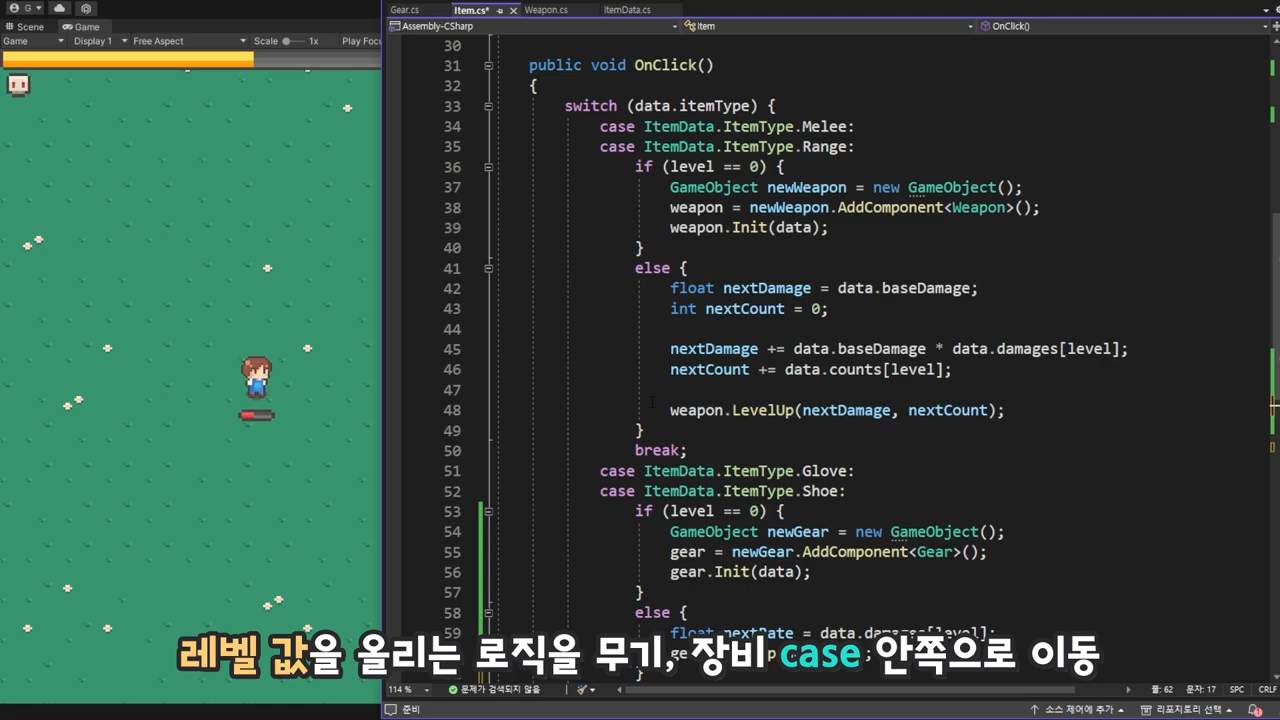 G
Scene
Game
Game
Display 1
Free Aspect
Scale
1x
Play Focu
Gear.cs
Item.cs*
Weapon.cs
ItemData.cs
Assembly-CSharp
Item
OnClick()
30
31 public void OnClick()
32 {
33 switch (data.itemType) {
34 case ItemData.ItemType.Melee:
35 case ItemData.ItemType.Range:
36 if (level == 0) {
37 GameObject newWeapon = new GameObject();
38 weapon = newWeapon.AddComponent<Weapon>();
39 weapon.Init(data);
40 }
41 else {
42 float nextDamage = data.baseDamage;
43 int nextCount = 0;
44
45 nextDamage += data.baseDamage * data.damages[level];
46 nextCount += data.counts[level];
47
48 weapon.LevelUp(nextDamage, nextCount);
49 }
50 break;
51 case ItemData.ItemType.Glove:
52 case ItemData.ItemType.Shoe:
53 if (level == 0) {
54 GameObject newGear = new GameObject();
55 gear = newGear.AddComponent<Gear>();
56 gear.Init(data);
57 }
58 else {
59 float nextRate = data.damages[level];
레벨 값을 올리는 로직을 무기, 장비 case 안쪽으로 이동
114 %
문제가 검색되지 않음
줄: 62
문자: 17
SPC
CRLF
준비
소스 제어에 추가
리포지토리 선택